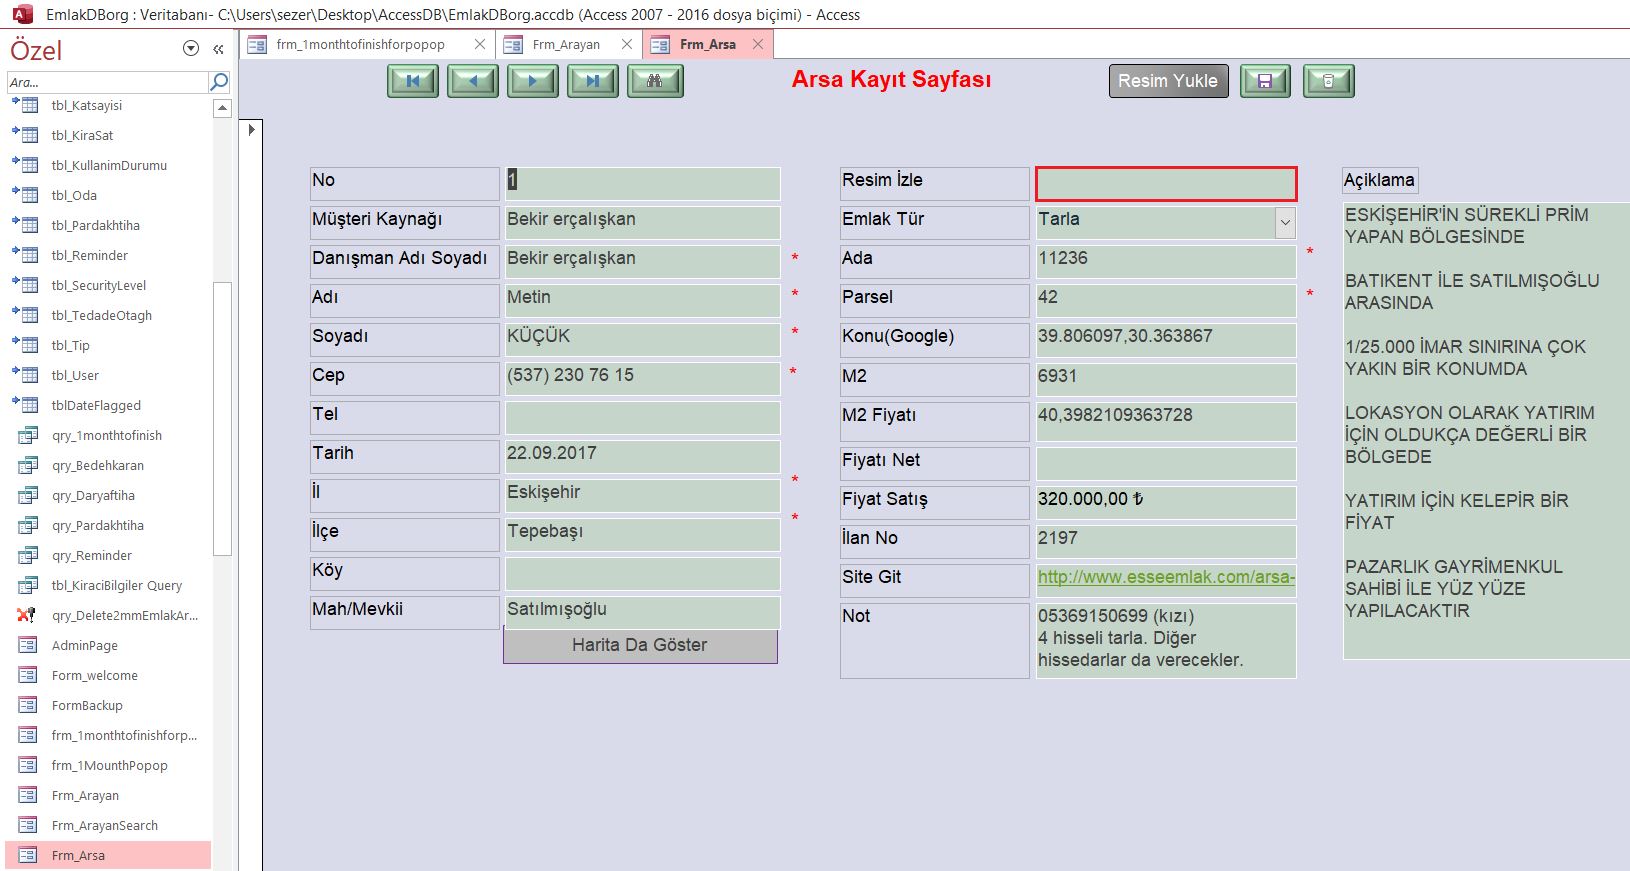 EmlakDBorg : Veritabanı- C:\Users\sezer\Desktop\AccessDB\EmlakDBorg.accdb (Access 2007 - 2016 dosya biçimi) - Access
Özel
Ara...
tbl_Katsayisi
tbl_KiraSat
tbl_KullanimDurumu
tbl_Oda
tbl_Pardakhtiha
tbl_Reminder
tbl_SecurityLevel
tbl_TedadeOtagh
tbl_Tip
tbl_User
tblDateFlagged
qry_1monthtofinish
qry_Bedehkaran
qry_Daryaftiha
qry_Pardakhtiha
qry_Reminder
tbl_KiraciBilgiler Query
qry_Delete2mmEmlakAr...
AdminPage
Form_welcome
FormBackup
frm_1monthtofinishforp...
frm_1MounthPopop
Frm_Arayan
Frm_ArayanSearch
Frm_Arsa
frm_1monthtofinishforpopop
Frm_Arayan
Frm_Arsa
Arsa Kayıt Sayfası
Resim Yukle
No 1
Müşteri Kaynağı Bekir erçalışkan
Danışman Adı Soyadı Bekir erçalışkan *
Adı Metin *
Soyadı KÜÇÜK *
Cep (537) 230 76 15 *
Tel
Tarih 22.09.2017
İl Eskişehir *
İlçe Tepebaşı *
Köy
Mah/Mevkii Satılmışoğlu
Harita Da Göster
Resim İzle
Emlak Tür Tarla
Ada 11236 *
Parsel 42 *
Konu(Google) 39.806097,30.363867
M2 6931
M2 Fiyatı 40,3982109363728
Fiyatı Net
Fiyat Satış 320.000,00 ₺
İlan No 2197
Site Git http://www.esseemlak.com/arsa-
Not 05369150699 (kızı)
4 hisseli tarla. Diğer
hissedarlar da verecekler.
Açiklama
ESKİŞEHİR'İN SÜREKLİ PRİM
YAPAN BÖLGESİNDE
BATIKENT İLE SATILMIŞOĞLU
ARASINDA
1/25.000 İMAR SINIRINA ÇOK
YAKIN BİR KONUMDA
LOKASYON OLARAK YATIRIM
İÇİN OLDUKÇA DEĞERLİ BİR
BÖLGEDE
YATIRIM İÇİN KELEPİR BİR
FİYAT
PAZARLIK GAYRİMENKUL
SAHİBİ İLE YÜZ YÜZE
YAPILACAKTIR